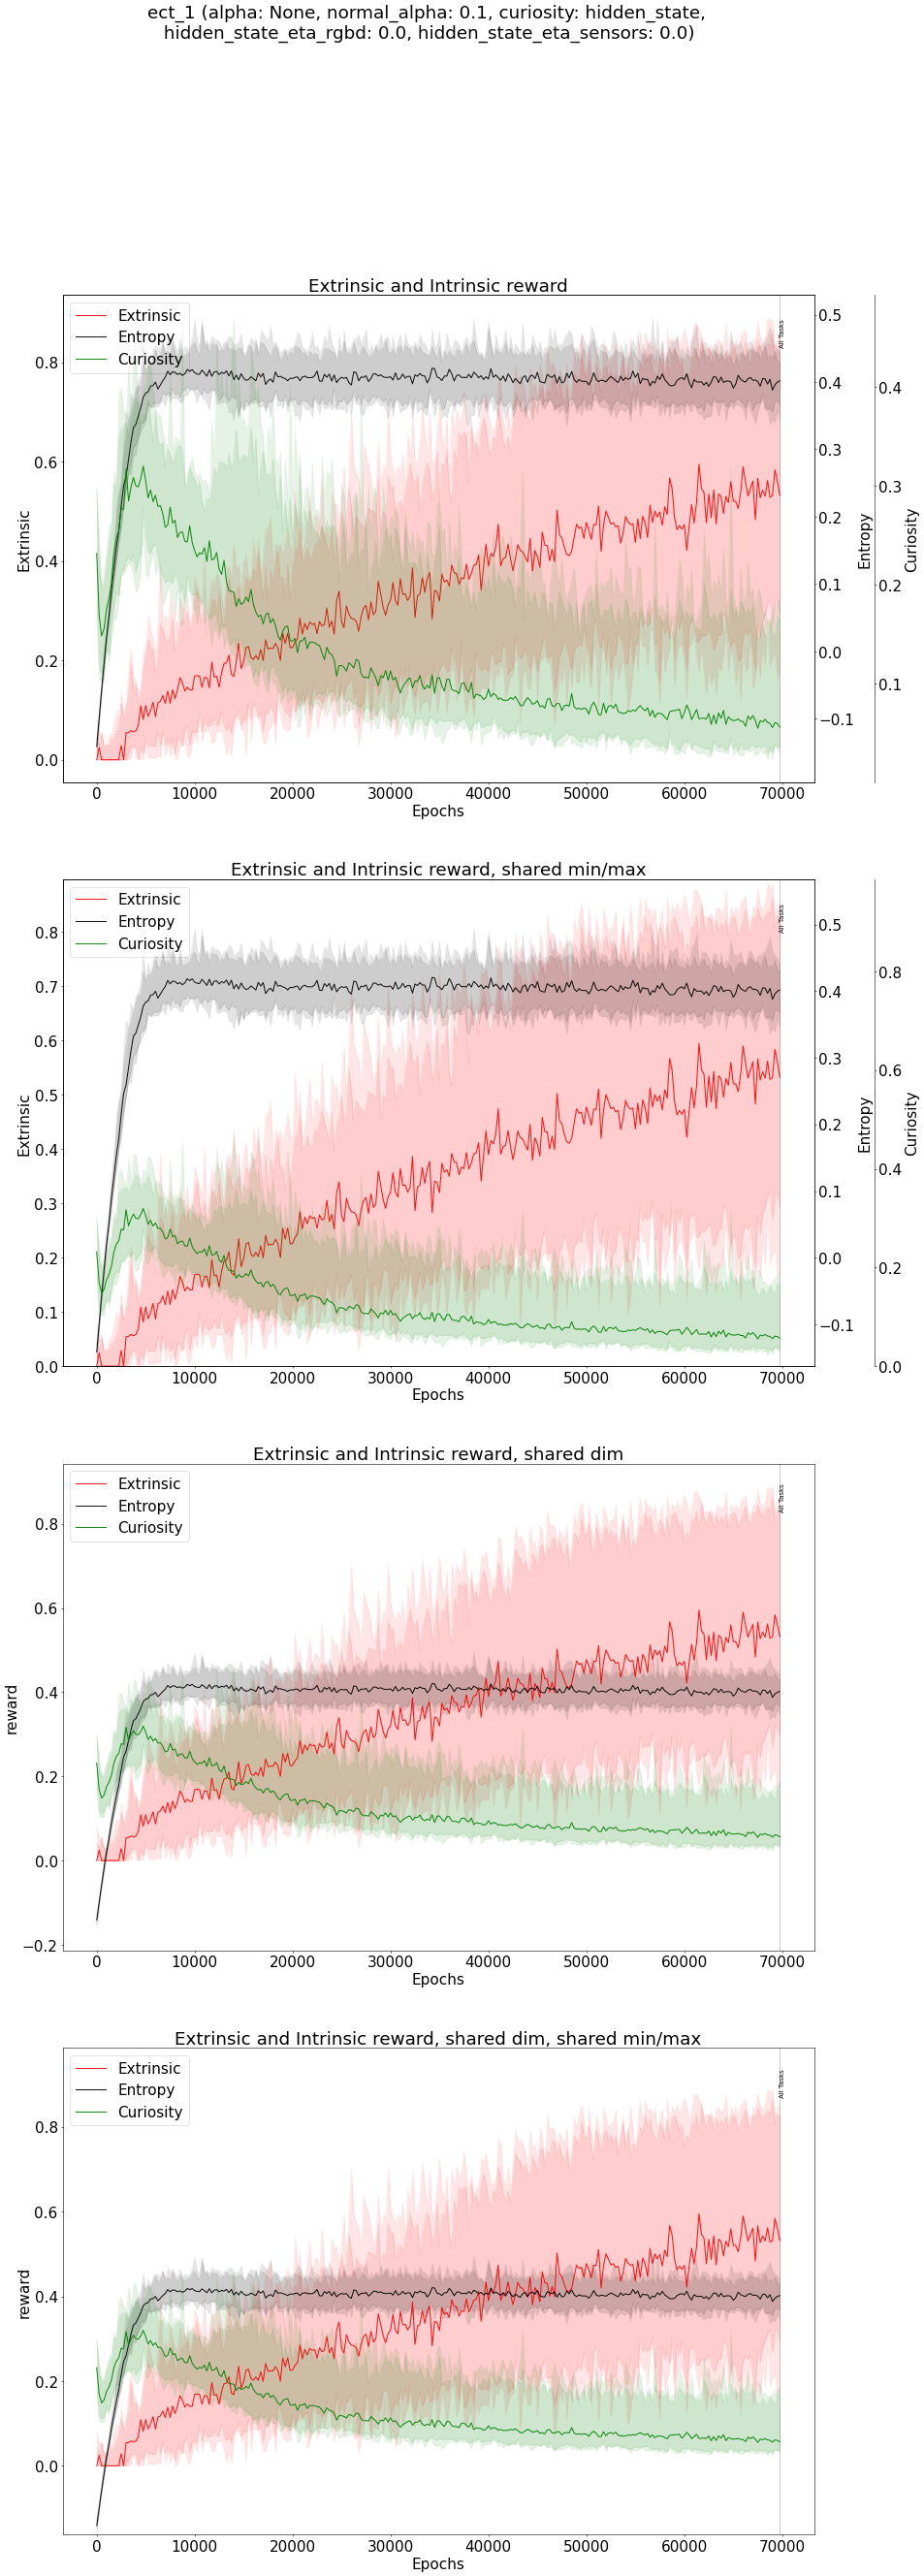 ect_1 (alpha: None, normal_alpha: 0.1, curiosity: hidden_state,
hidden_state_eta_rgbd: 0.0, hidden_state_eta_sensors: 0.0)
Extrinsic and Intrinsic reward
Extrinsic
Entropy
Curiosity
All Tasks
0.8
0.6
0.4
0.2
0.0
Extrinsic
0.5
0.4
0.3
0.2
0.1
0.0
−0.1
Entropy
0.4
0.3
0.2
0.1
Curiosity
0 10000 20000 30000 40000 50000 60000 70000
Epochs
Extrinsic and Intrinsic reward, shared min/max
Extrinsic
Entropy
Curiosity
All Tasks
0.8
0.7
0.6
0.5
0.4
0.3
0.2
0.1
0.0
Extrinsic
0.5
0.4
0.3
0.2
0.1
0.0
−0.1
Entropy
0.8
0.6
0.4
0.2
0.0
Curiosity
0 10000 20000 30000 40000 50000 60000 70000
Epochs
Extrinsic and Intrinsic reward, shared dim
Extrinsic
Entropy
Curiosity
All Tasks
0.8
0.6
0.4
0.2
0.0
−0.2
reward
0 10000 20000 30000 40000 50000 60000 70000
Epochs
Extrinsic and Intrinsic reward, shared dim, shared min/max
Extrinsic
Entropy
Curiosity
All Tasks
0.8
0.6
0.4
0.2
0.0
reward
0 10000 20000 30000 40000 50000 60000 70000
Epochs